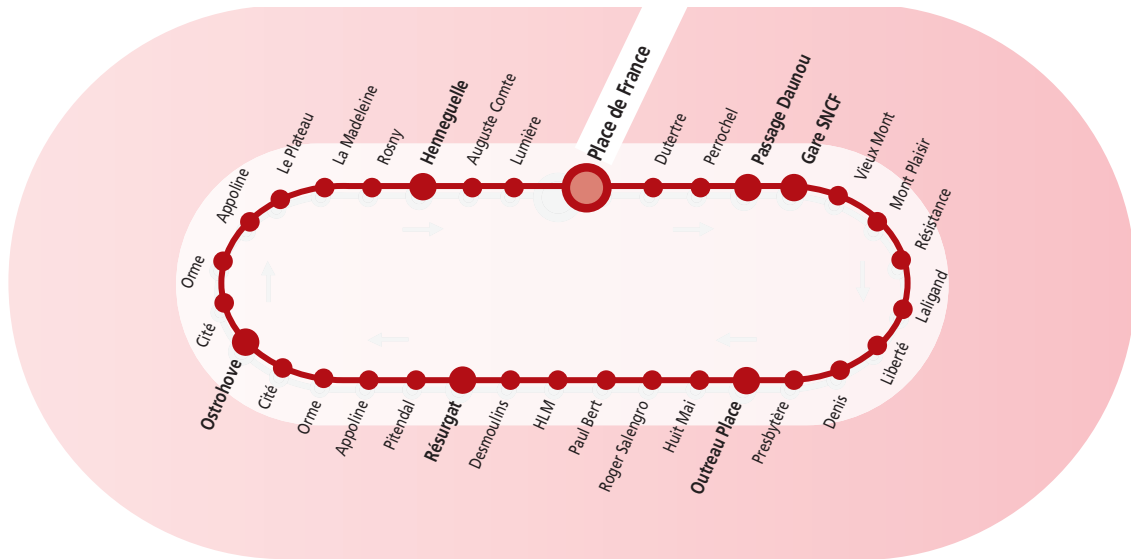 Place de France
Dutertre
Perrochel
Passage Daunou
Gare SNCF
Vieux Mont
Mont Plaisir
Résistance
Laligand
Liberté
Denis
Presbytère
Outreau Place
Huit Mai
Roger Salengro
Paul Bert
HLM
Desmoulins
Résurgat
Pitendal
Appoline
Orme
Cité
Ostrohove
Cité
Orme
Appoline
Le Plateau
La Madeleine
Rosny
Henneguelle
Auguste Comte
Lumière